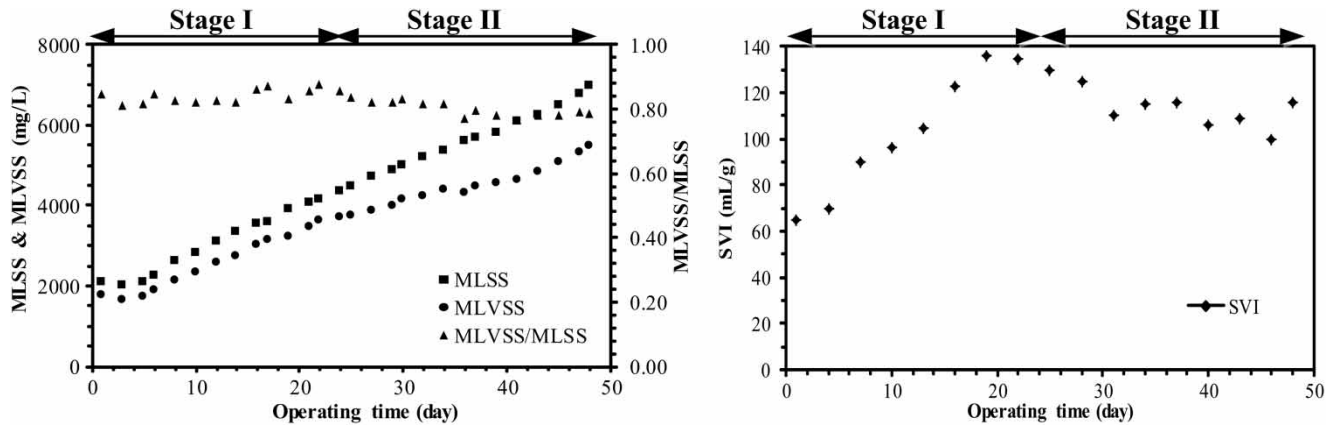 Stage I Stage II
8000
6000
4000
2000
0
MLSS & MLVSS (mg/L)
1.00
0.80
0.60
0.40
0.20
0.00
MLVSS/MLSS
MLSS
MLVSS
MLVSS/MLSS
0 10 20 30 40 50
Operating time (day)
Stage I Stage II
140
120
100
80
60
40
20
0
SVI (mL/g)
SVI
0 10 20 30 40 50
Operating time (day)